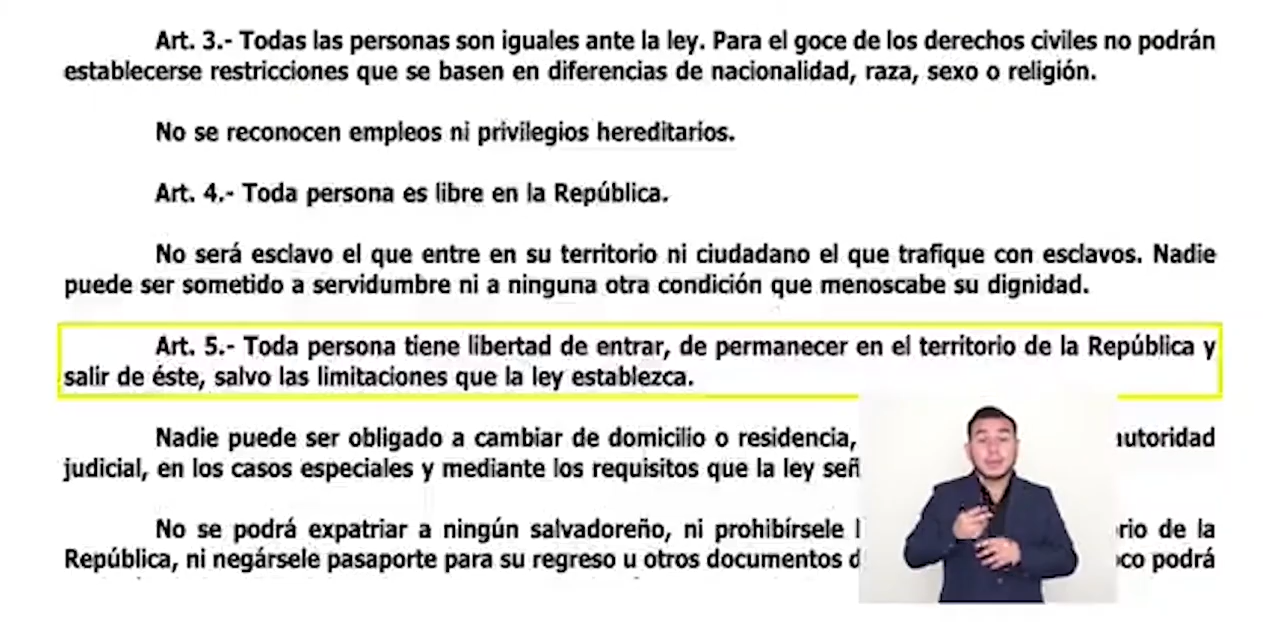 Art. 3.- Todas las personas son iguales ante la ley. Para el goce de los derechos civiles no podrán
establecerse restricciones que se basen en diferencias de nacionalidad, raza, sexo o religión.
No se reconocen empleos ni privilegios hereditarios.
Art. 4.- Toda persona es libre en la República.
No será esclavo el que entre en su territorio ni ciudadano el que trafique con esclavos. Nadie
puede ser sometido a servidumbre ni a ninguna otra condición que menoscabe su dignidad.
Art. 5.- Toda persona tiene libertad de entrar, de permanecer en el territorio de la República y
salir de éste, salvo las limitaciones que la ley establezca.
Nadie puede ser obligado a cambiar de domicilio o residencia,
judicial, en los casos especiales y mediante los requisitos que la ley
No se podrá expatriar a ningún salvadoreño, ni prohibírsele de la
República, ni negársele pasaporte para su regreso u otros documentos podrá